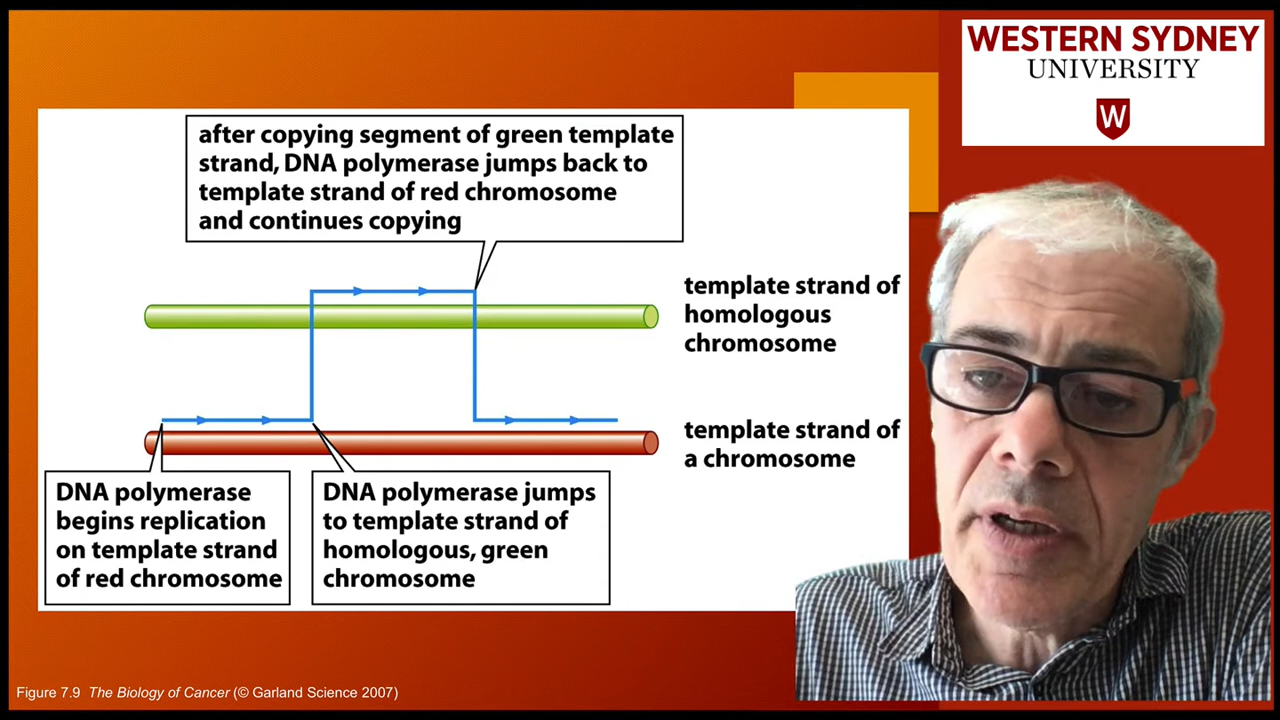 WESTERN SYDNEY
UNIVERSITY
W
after copying segment of green template
strand, DNA polymerase jumps back to
template strand of red chromosome
and continues copying
template strand of
homologous
chromosome
template strand of
a chromosome
DNA polymerase
begins replication
on template strand
of red chromosome
DNA polymerase jumps
to template strand of
homologous, green
chromosome
Figure 7.9 The Biology of Cancer (© Garland Science 2007)